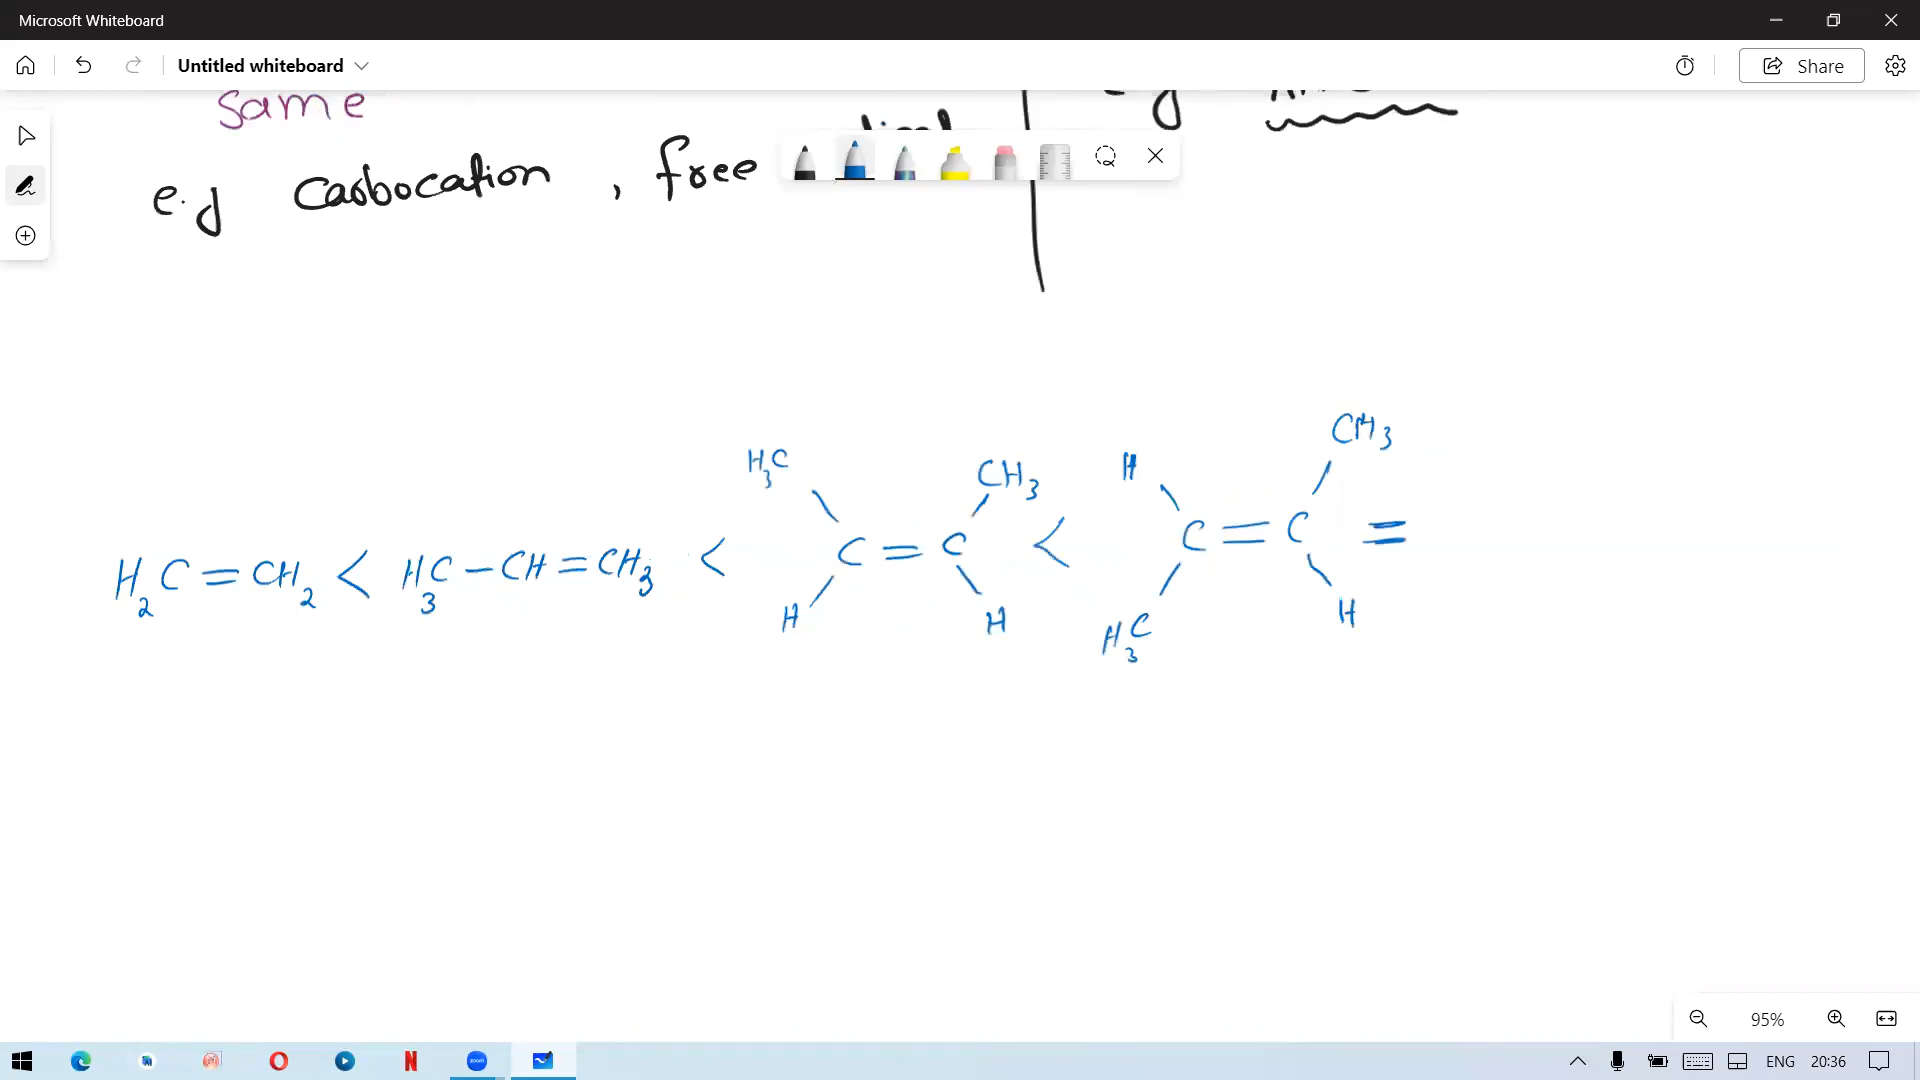 Microsoft Whiteboard
Untitled whiteboard
Share
same
e.g carbocation , free
H₂C = CH₂ < H₃C – CH = CH₃ <
H₃C CH₃
C = C
H H
<
H CH₃
C = C
H₃C H
=
95%
zoom
ENG 20:36